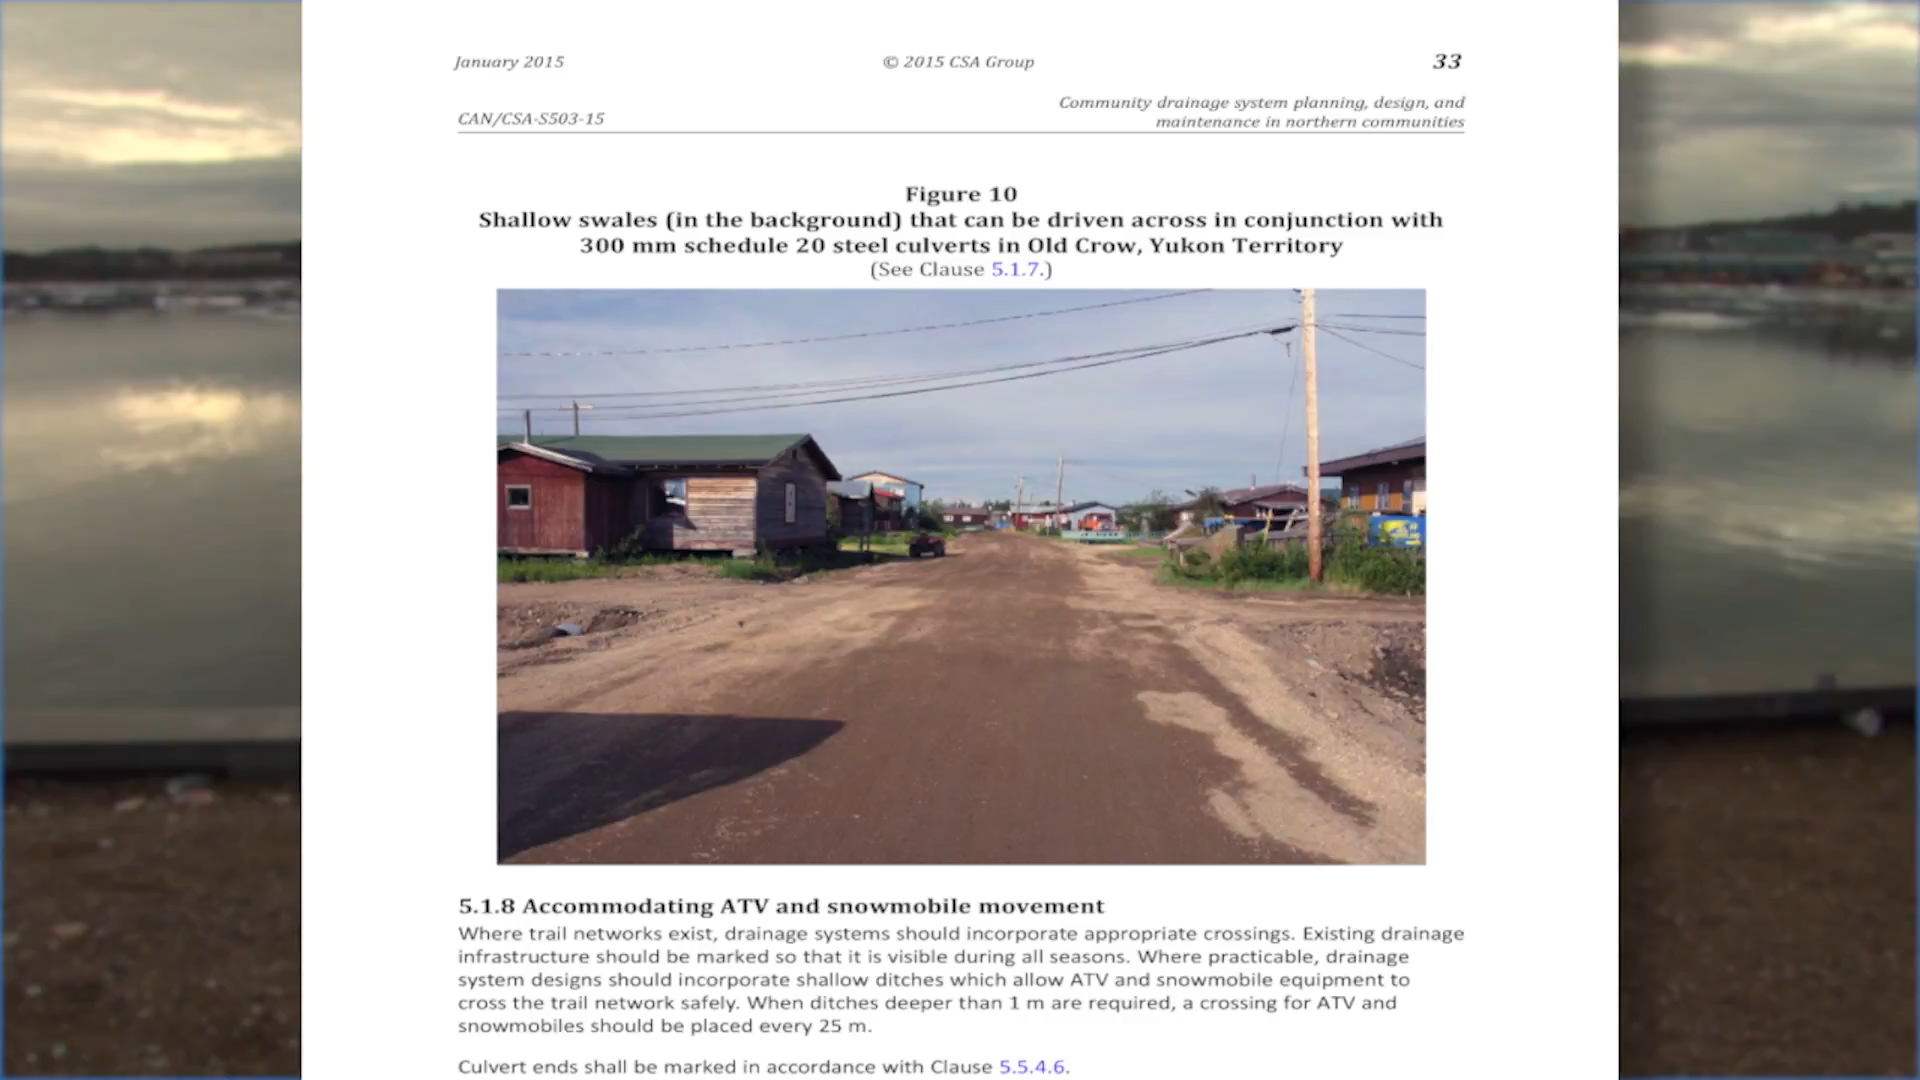 January 2015
© 2015 CSA Group
33
CAN/CSA-S503-15
Community drainage system planning, design, and
maintenance in northern communities
Figure 10
Shallow swales (in the background) that can be driven across in conjunction with
300 mm schedule 20 steel culverts in Old Crow, Yukon Territory
(See Clause 5.1.7.)
5.1.8 Accommodating ATV and snowmobile movement
Where trail networks exist, drainage systems should incorporate appropriate crossings. Existing drainage
infrastructure should be marked so that it is visible during all seasons. Where practicable, drainage
system designs should incorporate shallow ditches which allow ATV and snowmobile equipment to
cross the trail network safely. When ditches deeper than 1 m are required, a crossing for ATV and
snowmobiles should be placed every 25 m.
Culvert ends shall be marked in accordance with Clause 5.5.4.6.